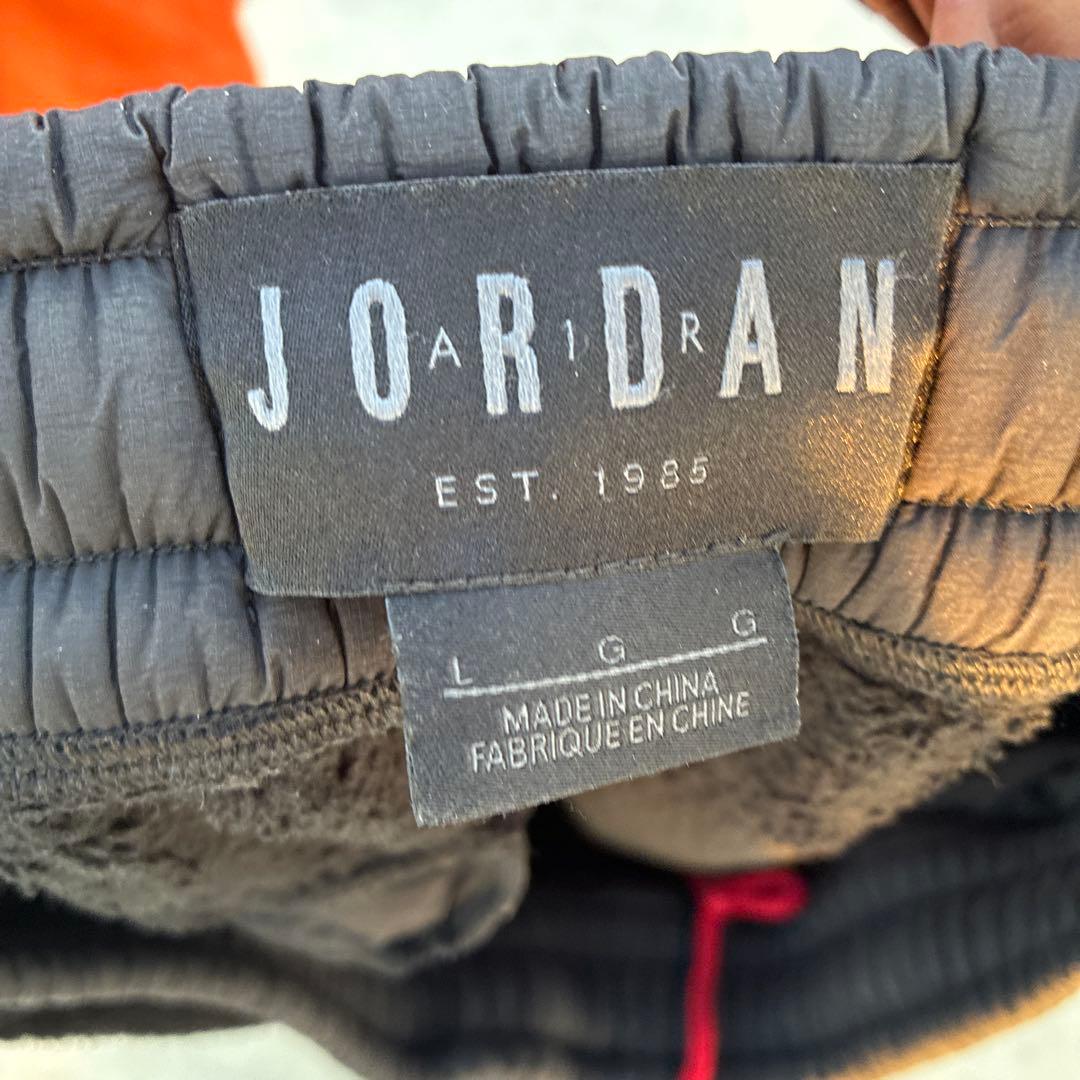 JORDAN
AIR
EST. 1985
L G G
MADE IN CHINA
FABRIQUE EN CHINE